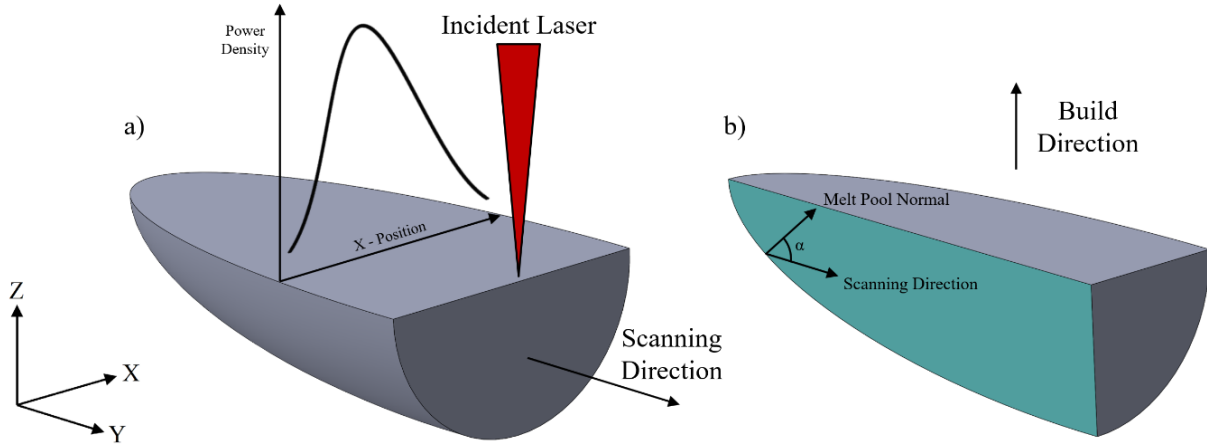 Power
Density
Incident Laser
a)
X - Position
Scanning
Direction
Z
X
Y
b)
Build
Direction
Melt Pool Normal
α
Scanning Direction